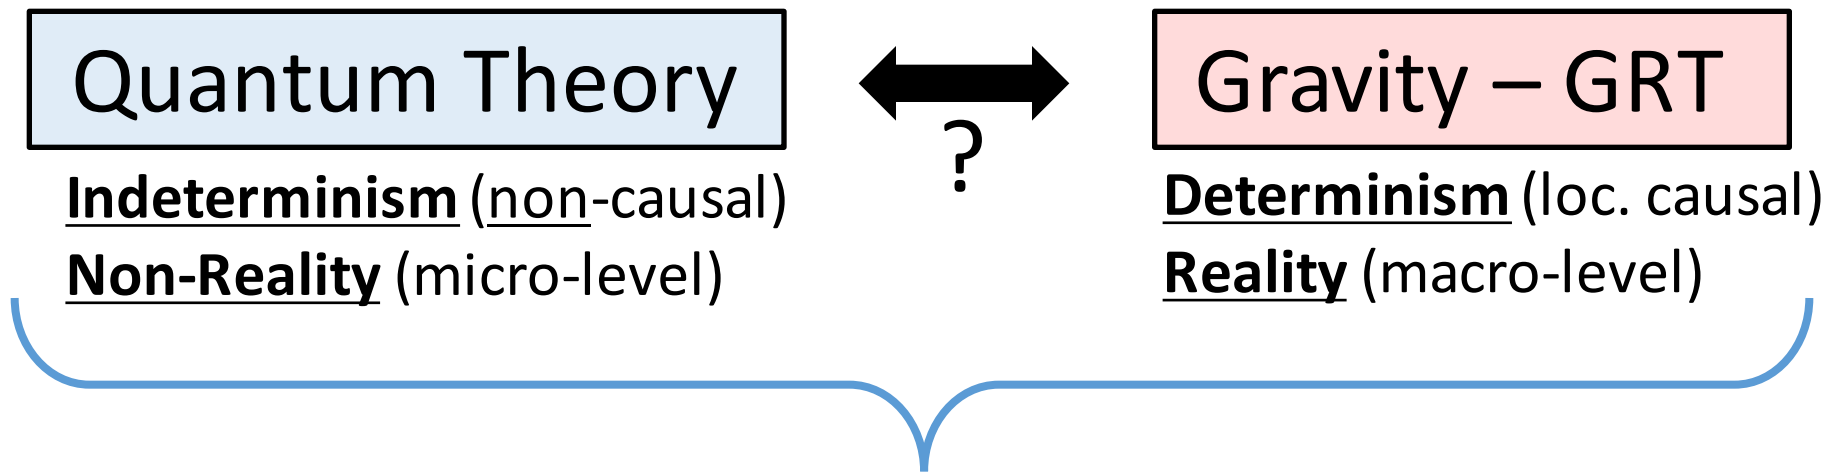 Quantum Theory
?
Gravity – GRT
Indeterminism (non-causal)
Non-Reality (micro-level)
Determinism (loc. causal)
Reality (macro-level)